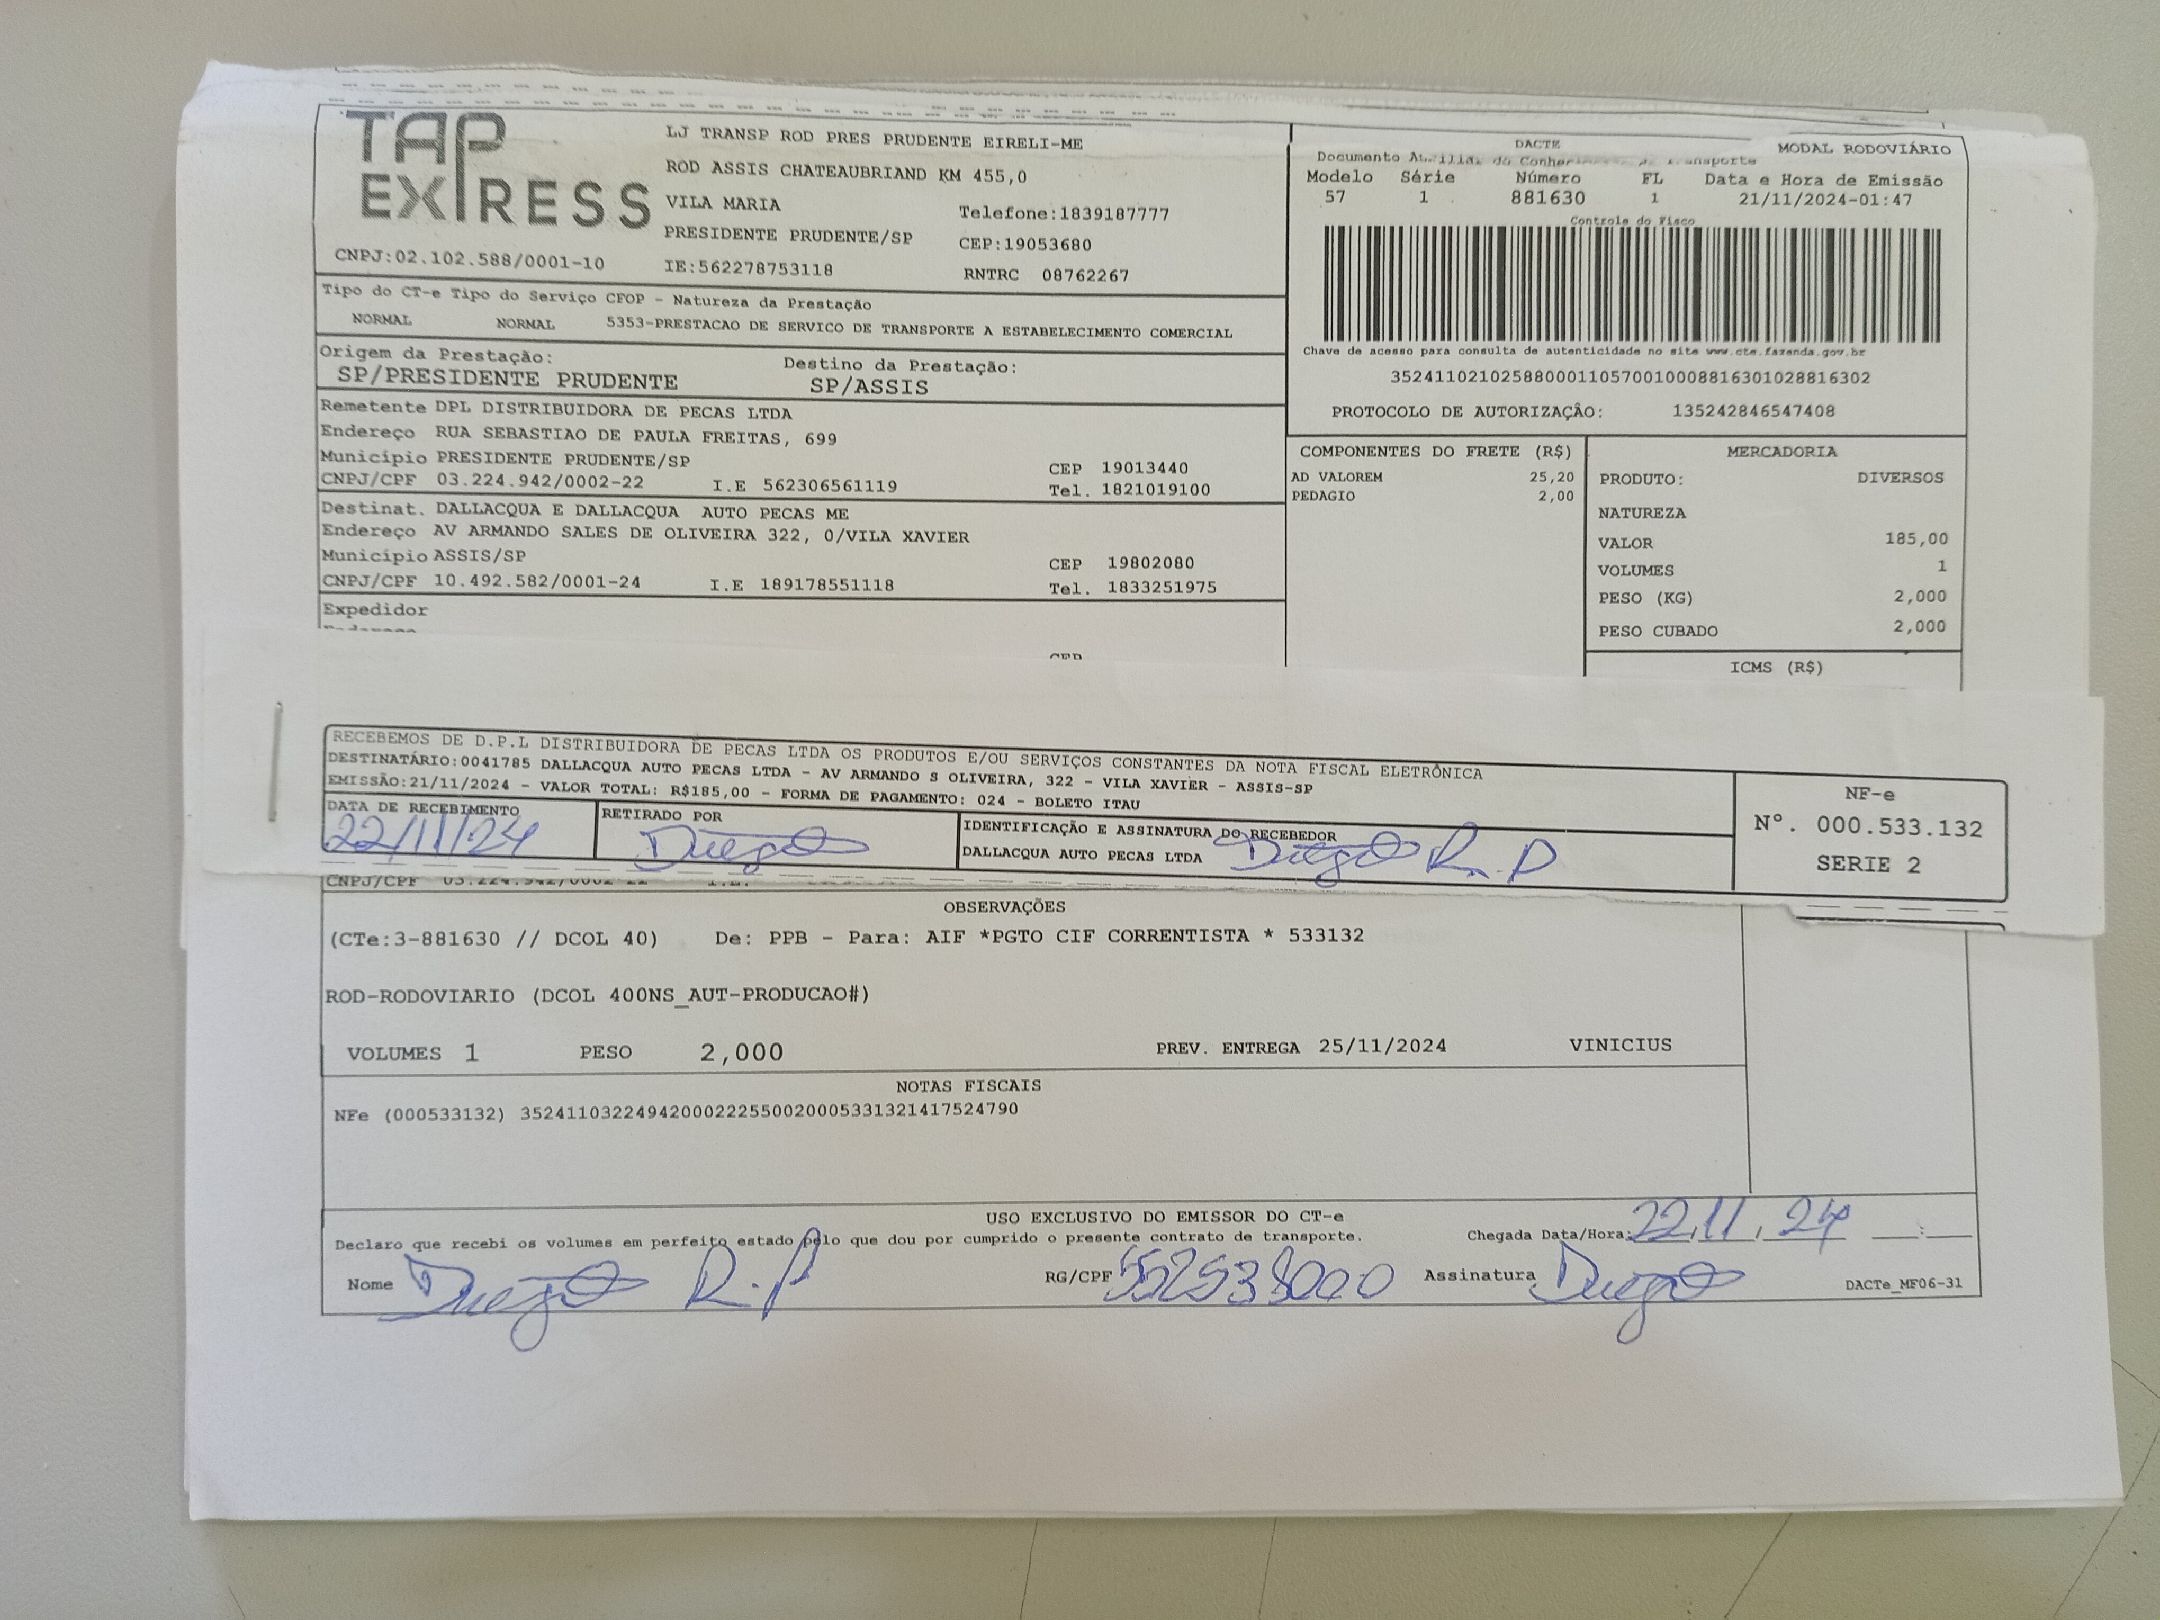 TAP EXPRESS
LJ TRANSP ROD PRES PRUDENTE EIRELI-ME
ROD ASSIS CHATEAUBRIAND KM 455,0
VILA MARIA Telefone:1839187777
PRESIDENTE PRUDENTE/SP CEP:19053680
CNPJ:02.102.588/0001-10 IE:562278753118 RNTRC 08762267
DACTE MODAL RODOVIÁRIO
Documento
Modelo Série Número FL Data e Hora de Emissão
57 1 881630 1 21/11/2024-01:47
Controle do Fisco
Chave de acesso para consulta de autenticidade no site www.cte.fazenda.gov.br
35241102102588000110570010008816301028816302
PROTOCOLO DE AUTORIZAÇÃO: 135242846547408
Tipo do CT-e Tipo do Serviço CFOP - Natureza da Prestação
NORMAL NORMAL 5353-PRESTACAO DE SERVICO DE TRANSPORTE A ESTABELECIMENTO COMERCIAL
Origem da Prestação: Destino da Prestação:
SP/PRESIDENTE PRUDENTE SP/ASSIS
Remetente DPL DISTRIBUIDORA DE PECAS LTDA
Endereço RUA SEBASTIAO DE PAULA FREITAS, 699
Município PRESIDENTE PRUDENTE/SP CEP 19013440
CNPJ/CPF 03.224.942/0002-22 I.E 562306561119 Tel. 1821019100
Destinat. DALLACQUA E DALLACQUA AUTO PECAS ME
Endereço AV ARMANDO SALES DE OLIVEIRA 322, 0/VILA XAVIER
Município ASSIS/SP CEP 19802080
CNPJ/CPF 10.492.582/0001-24 I.E 189178551118 Tel. 1833251975
Expedidor
COMPONENTES DO FRETE (R$)
AD VALOREM 25,20
PEDAGIO 2,00
MERCADORIA
PRODUTO: DIVERSOS
NATUREZA
VALOR 185,00
VOLUMES 1
PESO (KG) 2,000
PESO CUBADO 2,000
ICMS (R$)
RECEBEMOS DE D.P.L DISTRIBUIDORA DE PECAS LTDA OS PRODUTOS E/OU SERVIÇOS CONSTANTES DA NOTA FISCAL ELETRÔNICA
DESTINATÁRIO:0041785 DALLACQUA AUTO PECAS LTDA - AV ARMANDO S OLIVEIRA, 322 - VILA XAVIER - ASSIS-SP
EMISSÃO:21/11/2024 - VALOR TOTAL: R$185,00 - FORMA DE PAGAMENTO: 024 - BOLETO ITAU
DATA DE RECEBIMENTO RETIRADO POR IDENTIFICAÇÃO E ASSINATURA DO RECEBEDOR
22/11/24 Diego DALLACQUA AUTO PECAS LTDA Diego R.P
NF-e
Nº. 000.533.132
SERIE 2
CNPJ/CPF
OBSERVAÇÕES
(CTe:3-881630 // DCOL 40) De: PPB - Para: AIF *PGTO CIF CORRENTISTA * 533132
ROD-RODOVIARIO (DCOL 400NS_AUT-PRODUCAO#)
VOLUMES 1 PESO 2,000 PREV. ENTREGA 25/11/2024 VINICIUS
NOTAS FISCAIS
NFe (000533132) 35241103224942000222550020005331321417524790
USO EXCLUSIVO DO EMISSOR DO CT-e
Declaro que recebi os volumes em perfeito estado pelo que dou por cumprido o presente contrato de transporte. Chegada Data/Hora: 22,11,24
Nome Diego R.P RG/CPF 552533000 Assinatura Diego DACTe_MF06-31